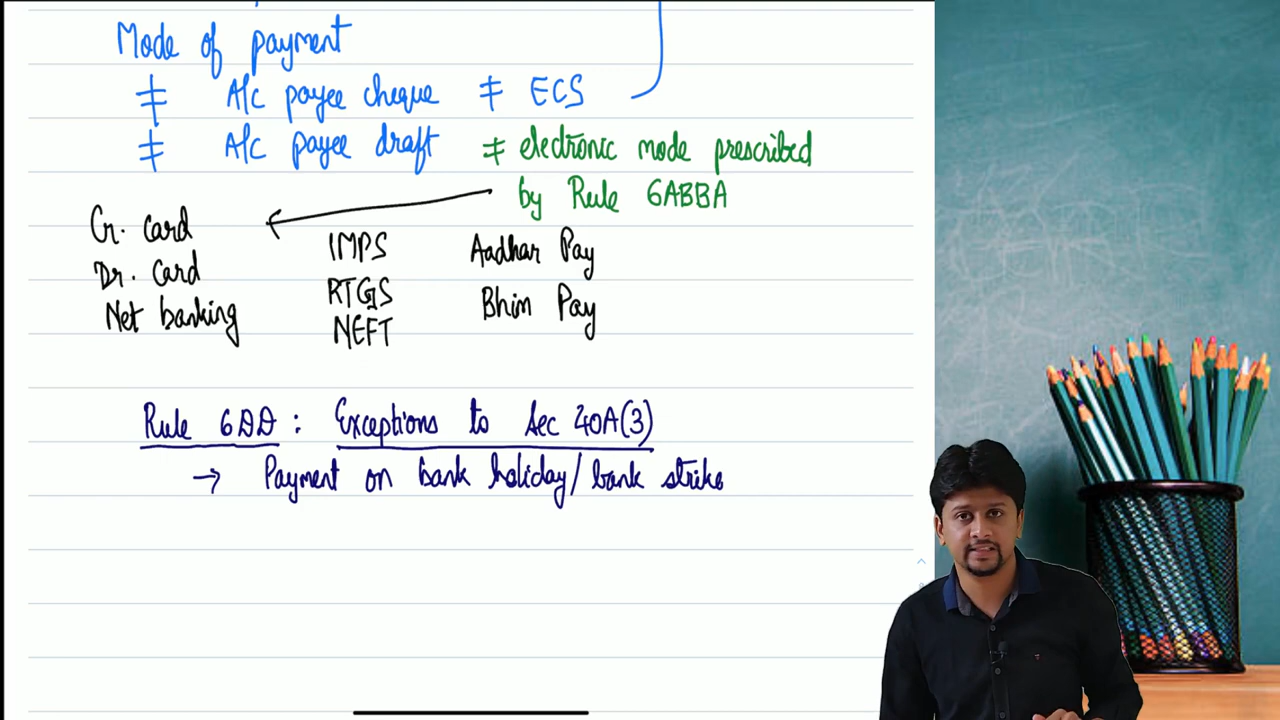 Mode of payment
≠ A/c payee cheque ≠ ECS
≠ A/c payee draft ≠ electronic mode prescribed
by Rule 6ABBA
Cr. card
Dr. card
Net banking
IMPS
RTGS
NEFT
Aadhar Pay
Bhim Pay
Rule 6DD : Exceptions to Sec 40A(3)
→ Payment on bank holiday/bank strike